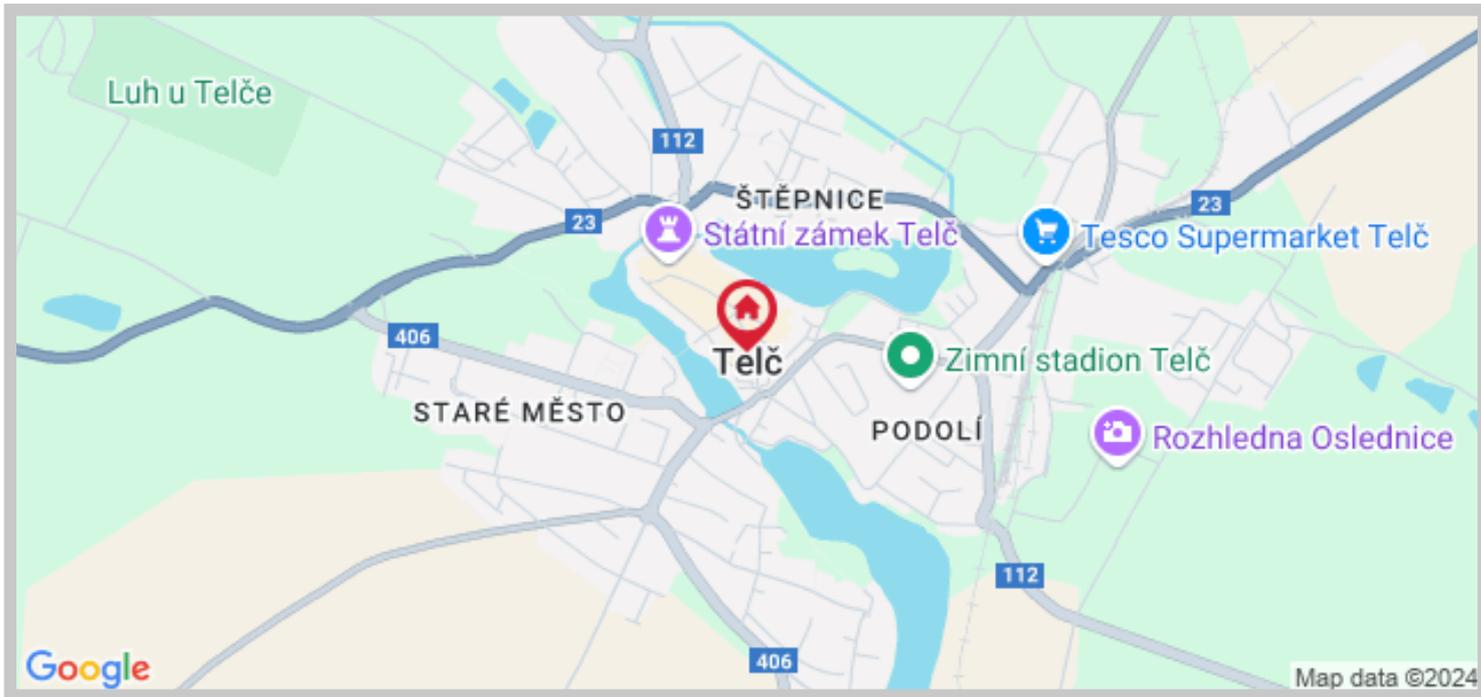 Luh u Telče
112
ŠTĚPNICE
23
23
Státní zámek Telč
Tesco Supermarket Telč
406
Telč
Zimní stadion Telč
STARÉ MĚSTO
PODOLÍ
Rozhledna Oslednice
112
406
Google
Map data ©2024